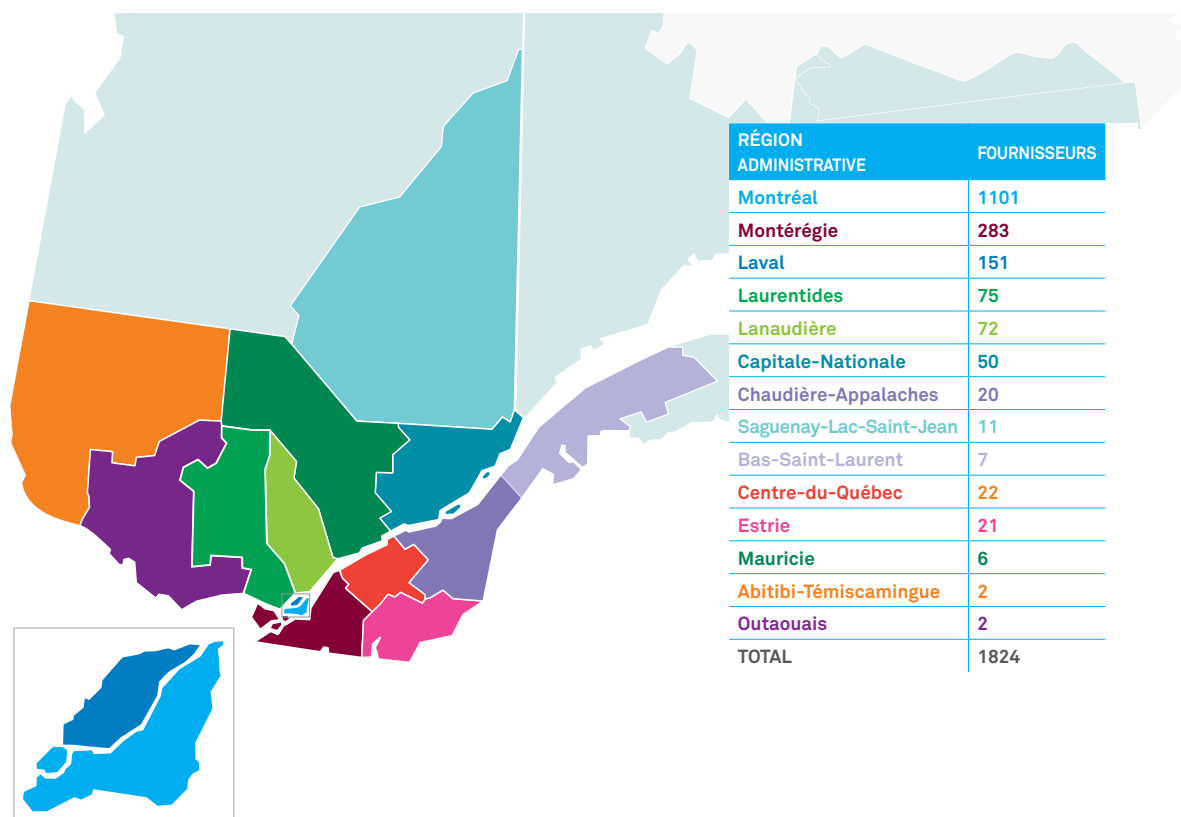 RÉGION
ADMINISTRATIVE FOURNISSEURS
Montréal 1101
Montérégie 283
Laval 151
Laurentides 75
Lanaudière 72
Capitale-Nationale 50
Chaudière-Appalaches 20
Saguenay-Lac-Saint-Jean 11
Bas-Saint-Laurent 7
Centre-du-Québec 22
Estrie 21
Mauricie 6
Abitibi-Témiscamingue 2
Outaouais 2
TOTAL 1824